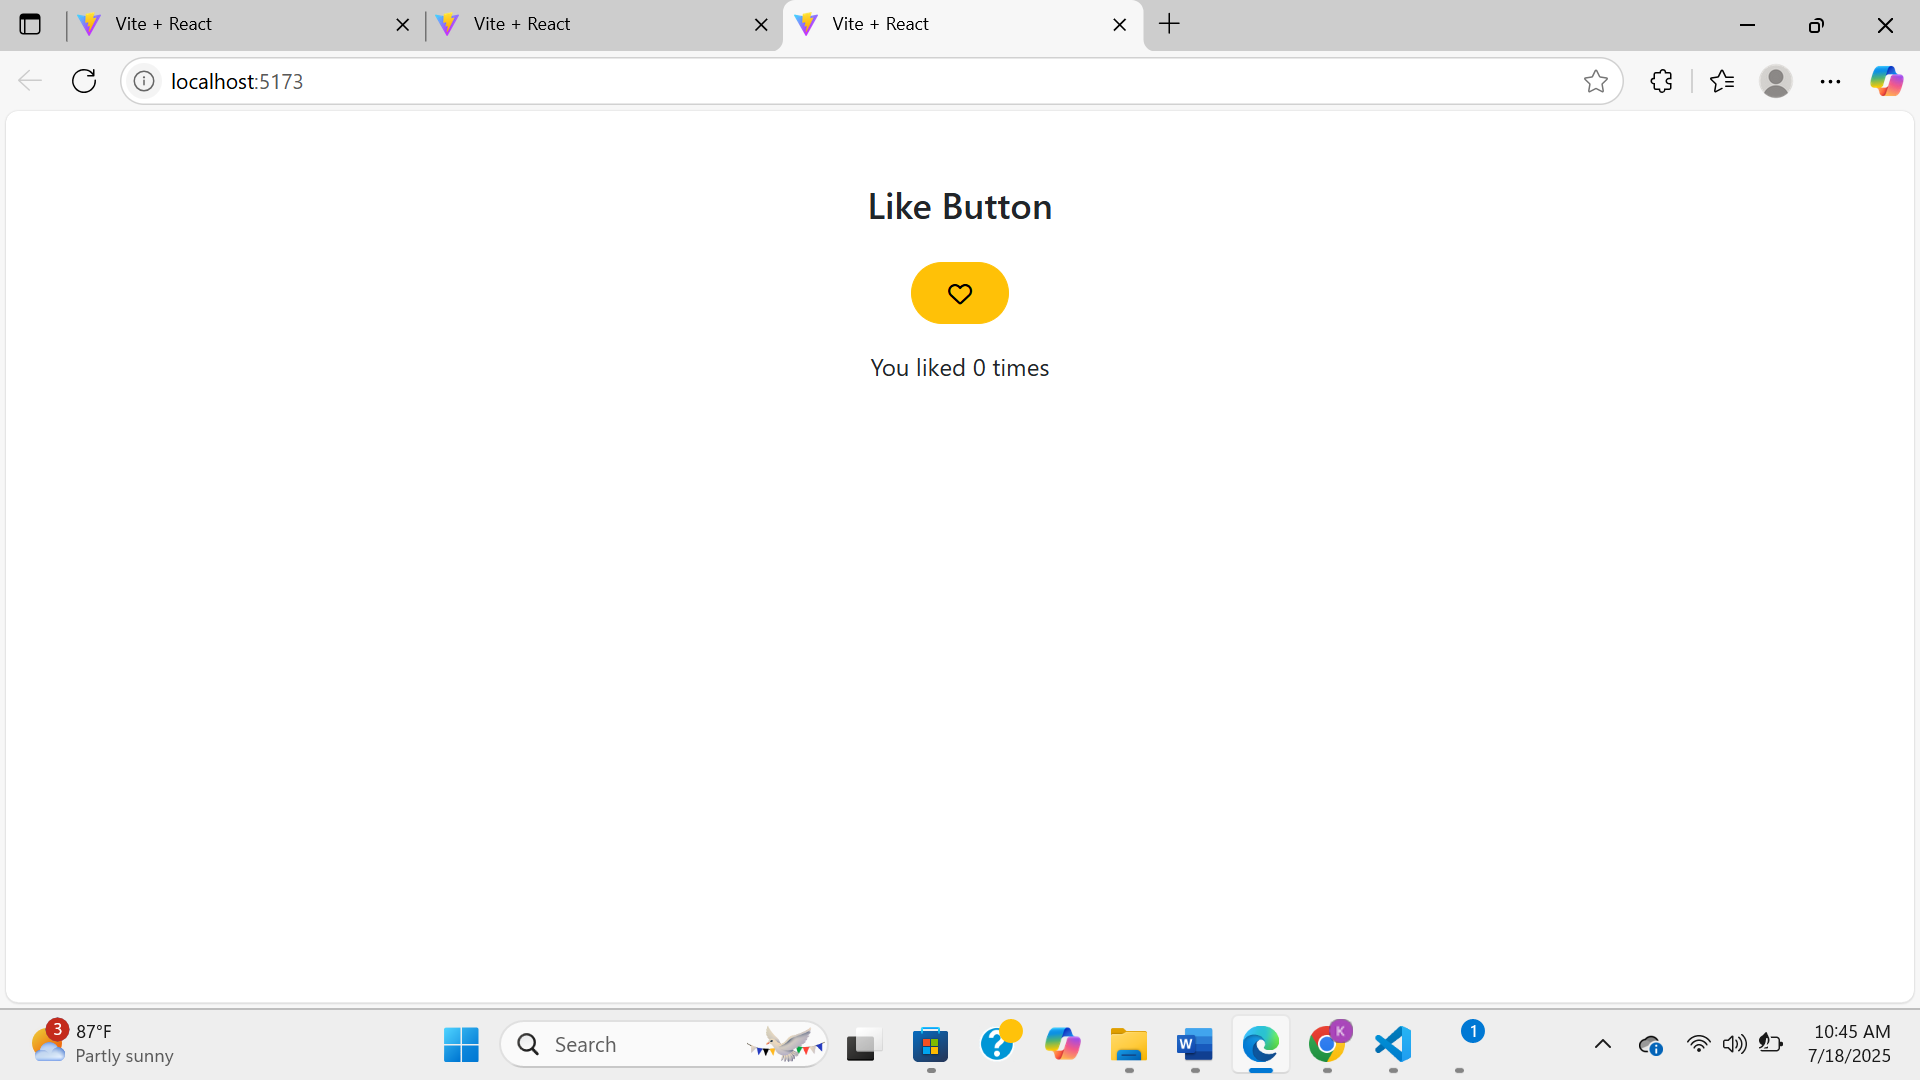 Vite + React
Vite + React
Vite + React
localhost:5173
Like Button
You liked 0 times
3
87°F
Partly sunny
Search
W
K
1
10:45 AM
7/18/2025